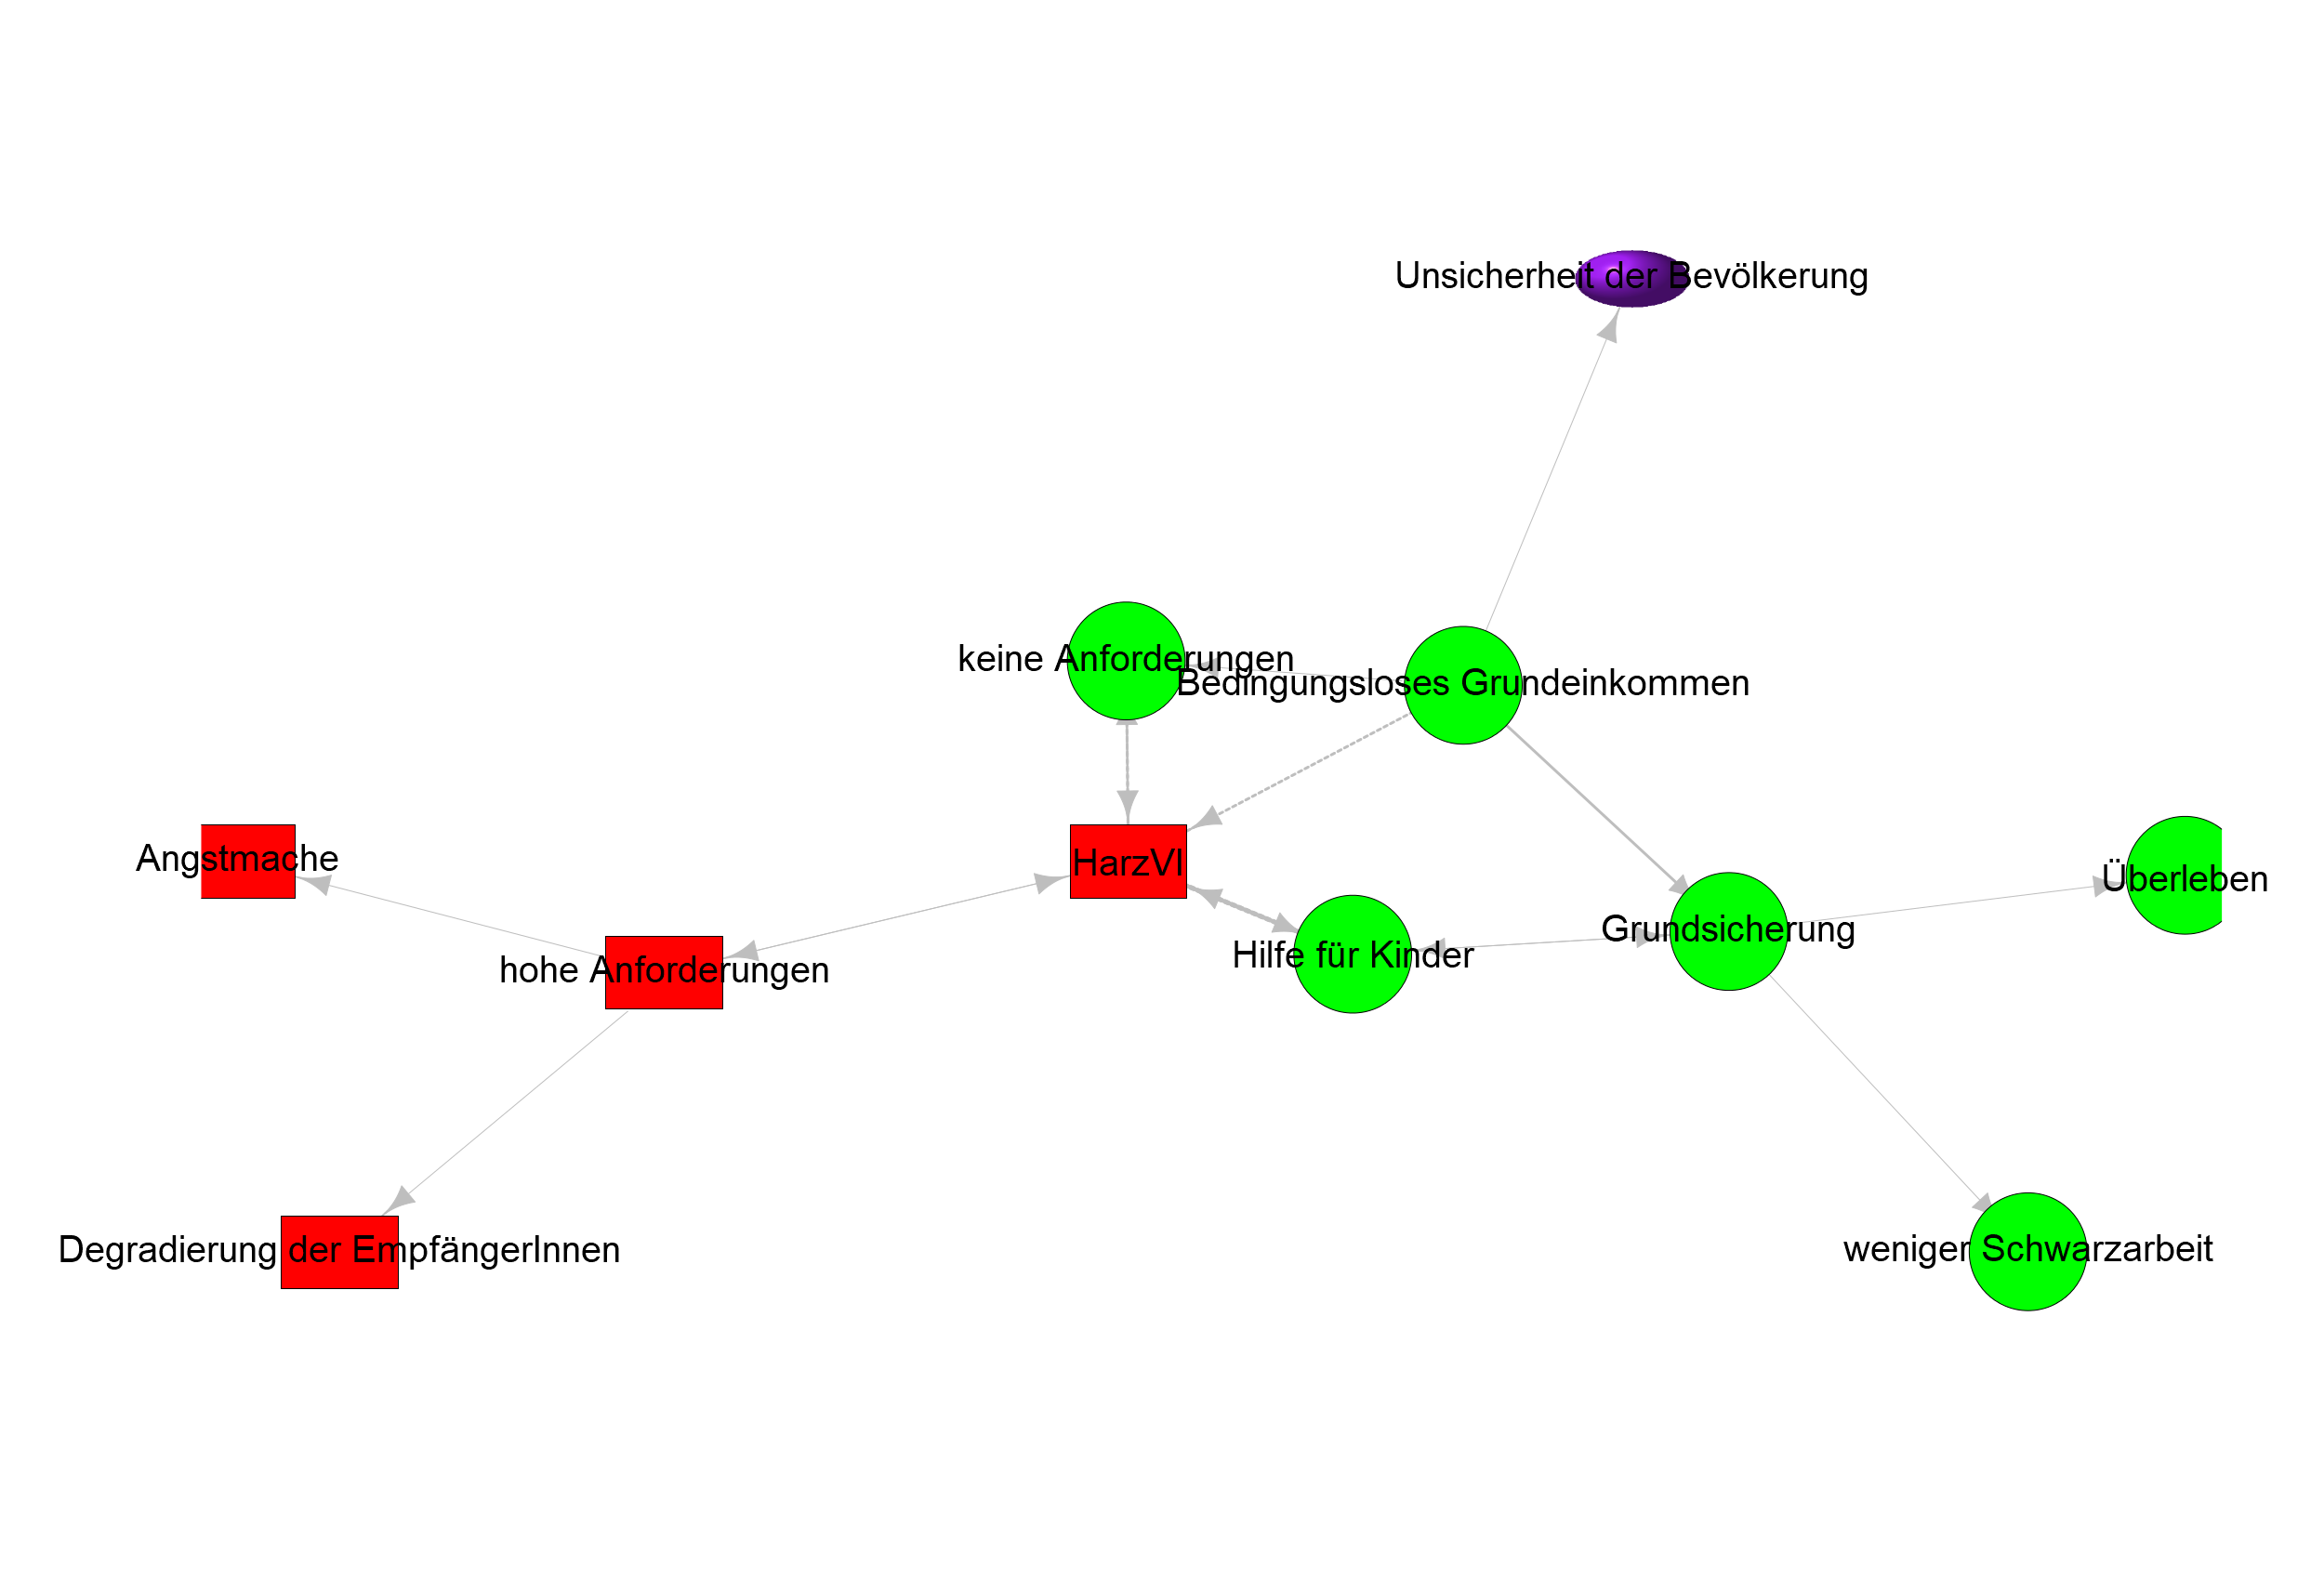 Unsicherheit der Bevölkerung
keine Anforderungen
Bedingungsloses Grundeinkommen
Angstmache
HarzVI
Überleben
Grundsicherung
Hilfe für Kinder
hohe Anforderungen
Degradierung der EmpfängerInnen
weniger Schwarzarbeit